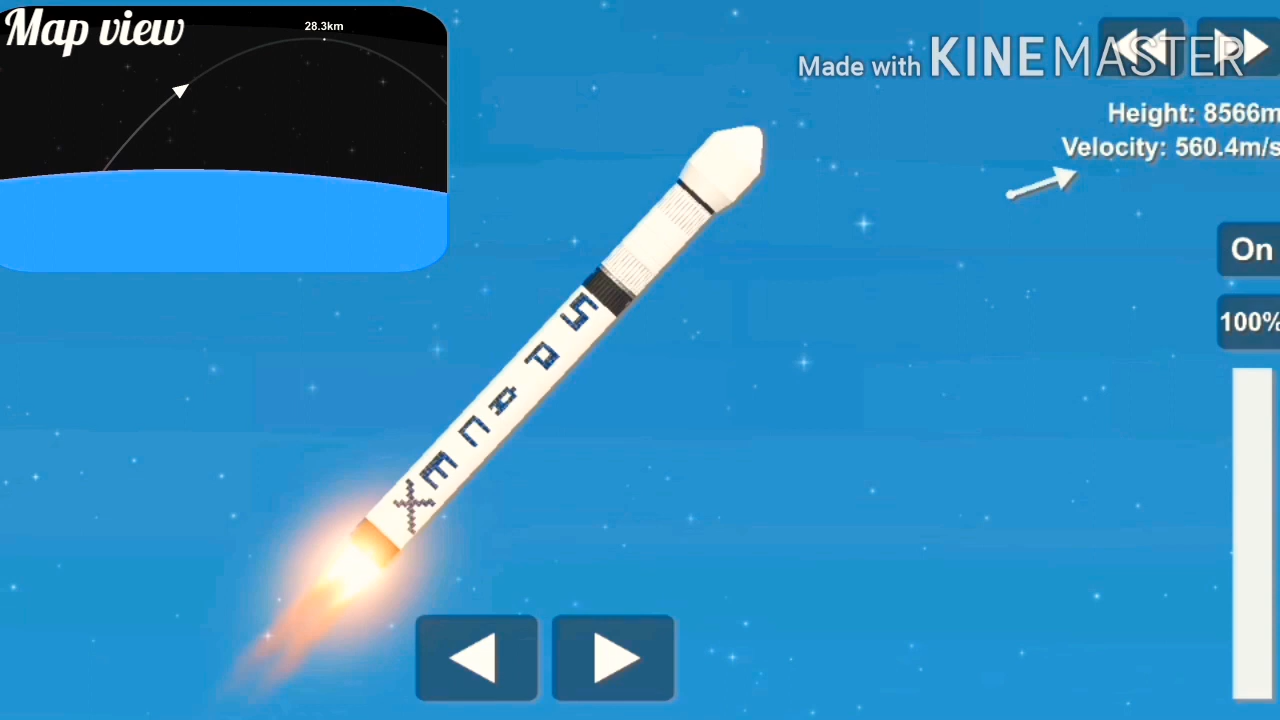 Map view
28.3km
Made with KINEMASTER
Height: 8566m
Velocity: 560.4m/s
On
100%
SPACEX